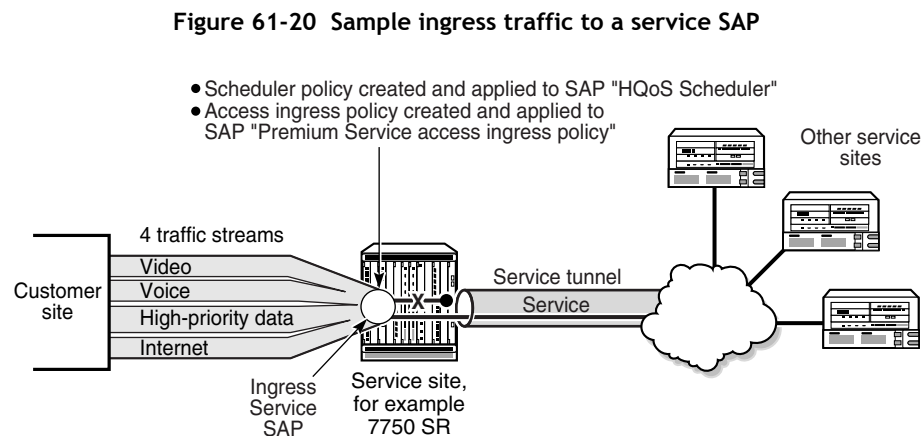 Figure 61-20 Sample ingress traffic to a service SAP
● Scheduler policy created and applied to SAP "HQoS Scheduler"
● Access ingress policy created and applied to
SAP "Premium Service access ingress policy"
Other service
sites
4 traffic streams
Video
Voice
High-priority data
Internet
Customer
site
X
Service tunnel
Service
Ingress
Service
SAP
Service site,
for example
7750 SR